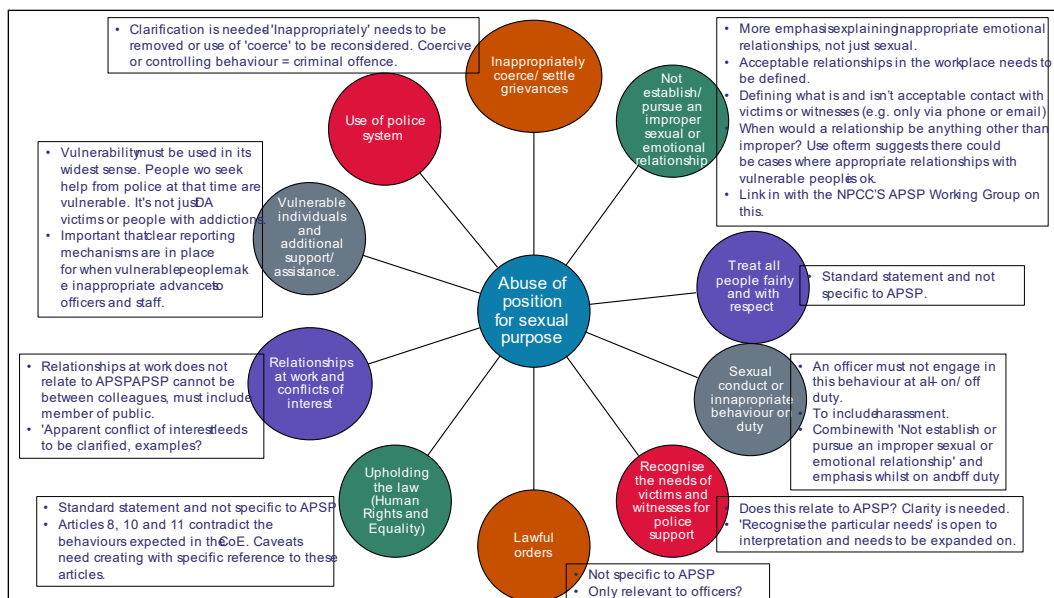 • Clarification is needed 'Inappropriately' needs to be
removed or use of 'coerce' to be reconsidered. Coercive
or controlling behaviour = criminal offence.
Inappropriately
coerce/ settle
grievances
• More emphasis explaining inappropriate emotional
relationships, not just sexual.
• Acceptable relationships in the workplace needs to
be defined.
• Defining what is and isn't acceptable contact with
victims or witnesses (e.g. only via phone or email)
• When would a relationship be anything other than
improper? Use of term suggests there could
be cases where appropriate relationships with
vulnerable people is ok.
• Link in with the NPCC'S APSP Working Group on
this.
Not
establish/
pursue an
improper
sexual or
emotional
relationship
Use of police
system
• Vulnerability must be used in its
widest sense. People wo seek
help from police at that time are
vulnerable. It's not just DA
victims or people with addictions.
• Important that clear reporting
mechanisms are in place
for when vulnerable people mak
e inappropriate advances to
officers and staff.
Vulnerable
individuals
and additional
support/
assistance.
Treat all
people fairly
and with
respect
• Standard statement and not
specific to APSP.
Abuse of
position
for sexual
purpose
• Relationships at work does not
relate to APSP APSP cannot be
between colleagues, must include
member of public.
• 'Apparent conflict of interest needs
to be clarified, examples?
Relationships
at work and
conflicts of
interest
Sexual
conduct or
innapropriate
behaviour on
duty
• An officer must not engage in
this behaviour at all – on/ off
duty.
• To include harassment.
• Combine with 'Not establish or
pursue an improper sexual or
emotional relationship' and
emphasis whilst on and off duty
• Standard statement and not specific to APSP
• Articles 8, 10 and 11 contradict the
behaviours expected in the CoE. Caveats
need creating with specific reference to these
articles.
Upholding
the law
(Human
Rights and
Equality)
Lawful
orders
• Not specific to APSP
• Only relevant to officers?
Recognise
the needs of
victims and
witnesses for
police
support
• Does this relate to APSP? Clarity is needed.
• 'Recognise the particular needs' is open to
interpretation and needs to be expanded on.